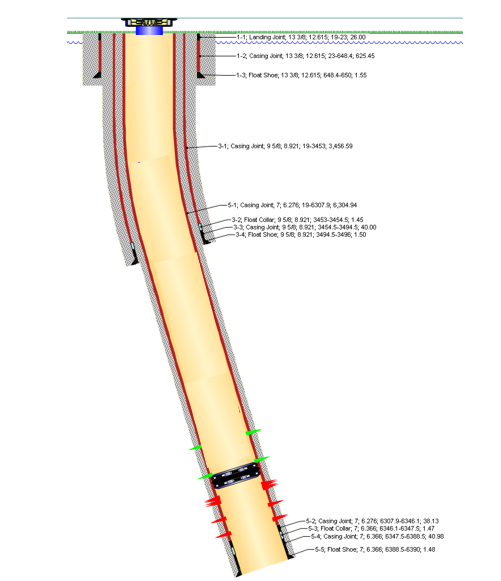 1-1; Landing Joint; 13 3/8; 12.615; 19-23; 26.00
1-2; Casing Joint; 13 3/8; 12.615; 23-648.4; 625.45
1-3; Float Shoe; 13 3/8; 12.615; 648.4-650; 1.55
3-1; Casing Joint; 9 5/8; 8.921; 19-3453; 3,456.59
5-1; Casing Joint; 7; 6.276; 19-6307.9; 6,304.94
3-2; Float Collar; 9 5/8; 8.921; 3453-3454.5; 1.45
3-3; Casing Joint; 9 5/8; 8.921; 3454.5-3494.5; 40.00
3-4; Float Shoe; 9 5/8; 8.921; 3494.5-3496; 1.50
5-2; Casing Joint; 7; 6.276; 6307.9-6346.1; 38.13
5-3; Float Collar; 7; 6.366; 6346.1-6347.5; 1.47
5-4; Casing Joint; 7; 6.366; 6347.5-6388.5; 40.98
5-5; Float Shoe; 7; 6.366; 6388.5-6390; 1.48